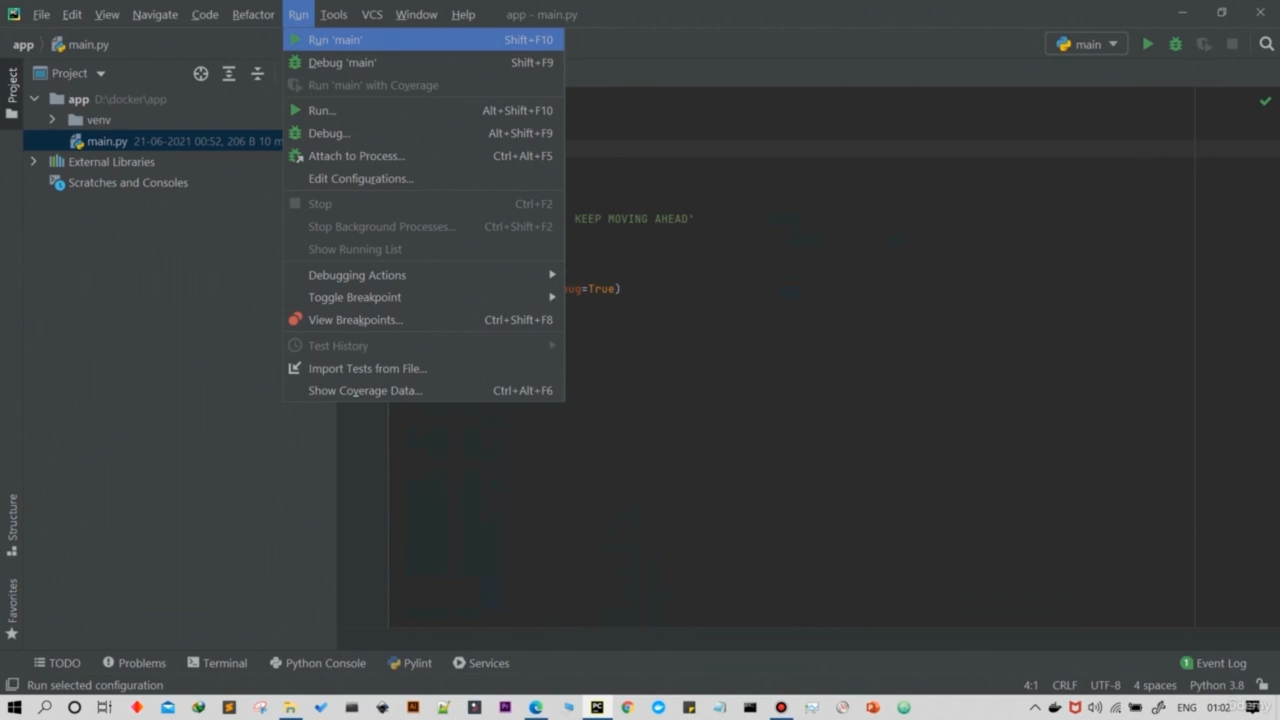 File Edit View Navigate Code Refactor Run Tools VCS Window Help app - main.py
app main.py main
Project
Project
app D:\docker\app
venv
main.py 21-06-2021 00:52, 206 B 10 m
External Libraries
Scratches and Consoles
Run 'main' Shift+F10
Debug 'main' Shift+F9
Run 'main' with Coverage
Run... Alt+Shift+F10
Debug... Alt+Shift+F9
Attach to Process... Ctrl+Alt+F5
Edit Configurations...
Stop Ctrl+F2
Stop Background Processes... Ctrl+Shift+F2
Show Running List
Debugging Actions
Toggle Breakpoint
View Breakpoints... Ctrl+Shift+F8
Test History
Import Tests from File...
Show Coverage Data... Ctrl+Alt+F6
KEEP MOVING AHEAD'
bug=True)
Structure
Favorites
TODO Problems Terminal Python Console Pylint Services 1 Event Log
Run selected configuration 4:1 CRLF UTF-8 4 spaces Python 3.8
ENG 01:02